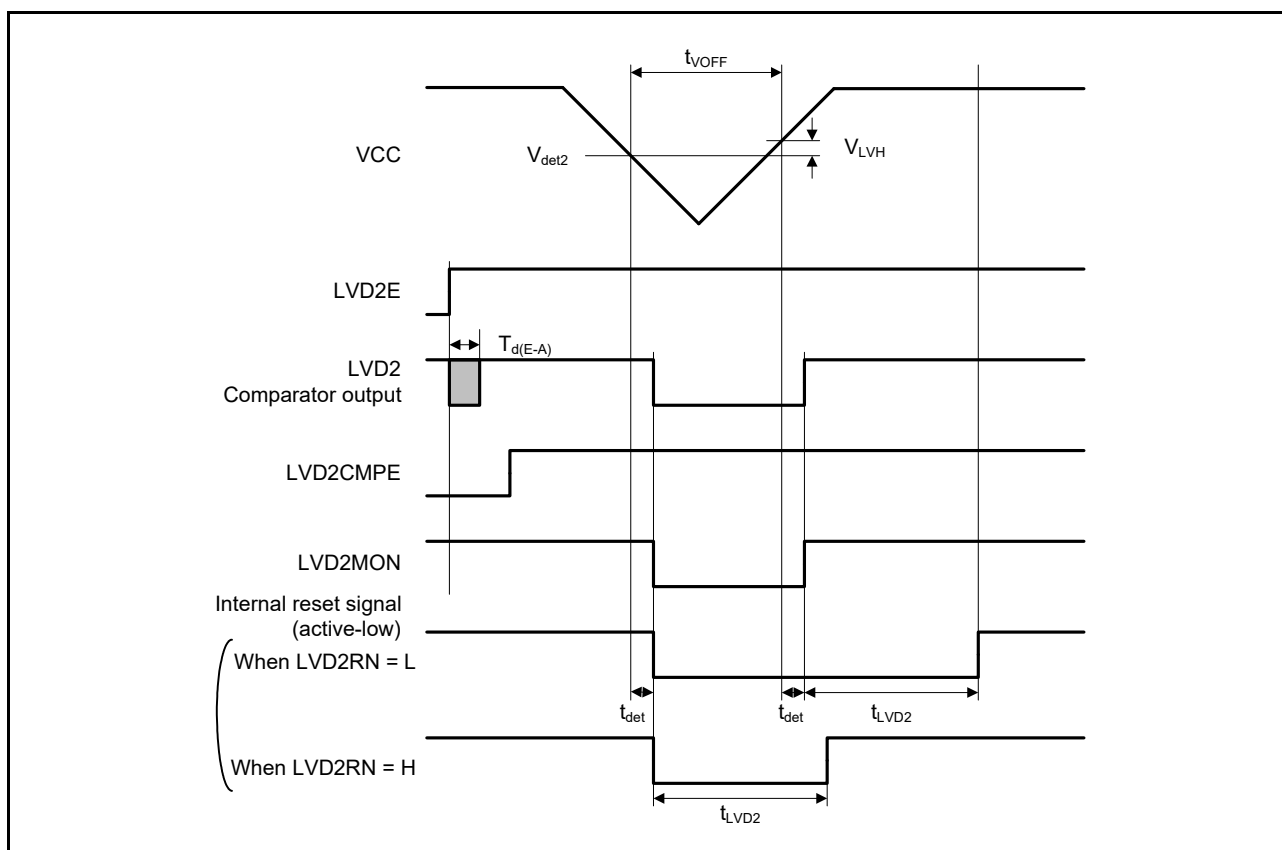 tVOFF
VCC
Vdet2
VLVH
LVD2E
Td(E-A)
LVD2
Comparator output
LVD2CMPE
LVD2MON
Internal reset signal
(active-low)
When LVD2RN = L
tdet
tdet
tLVD2
When LVD2RN = H
tLVD2